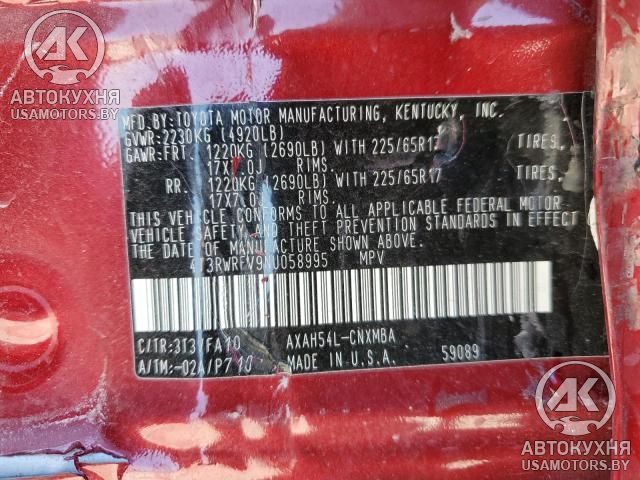 AK
АВТОКУХНЯ
USAMOTORS.BY
MFD.BY:TOYOTA MOTOR MANUFACTURING, KENTUCKY, INC.
GVWR:2230KG (4920LB)
GAWR:FRT. 1220KG (2690LB) WITH 225/65R17 TIRES.
17X7.0J RIMS.
RR. 1220KG (2690LB) WITH 225/65R17 TIRES.
17X7.0J RIMS.
THIS VEHICLE CONFORMS TO ALL APPLICABLE FEDERAL MOTOR
VEHICLE SAFETY AND THEFT PREVENTION STANDARDS IN EFFECT
ON THE DATE OF MANUFACTURE SHOWN ABOVE.
4T3RWRFV9NU058995 MPV
C/TR:3T3/FA10 AXAH54L-CNXMBA
A/TM:-02A/P710 MADE IN U.S.A. 59089
AK
АВТОКУХНЯ
USAMOTORS.BY